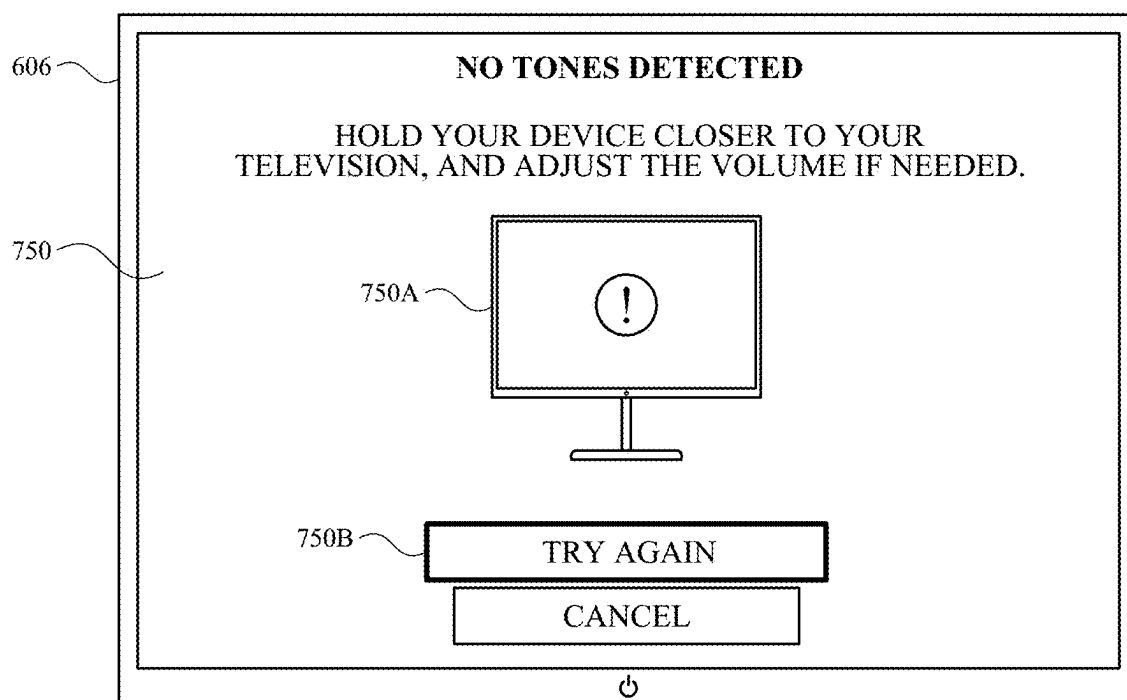 606
NO TONES DETECTED
HOLD YOUR DEVICE CLOSER TO YOUR
TELEVISION, AND ADJUST THE VOLUME IF NEEDED.
750
750A
!
750B
TRY AGAIN
CANCEL